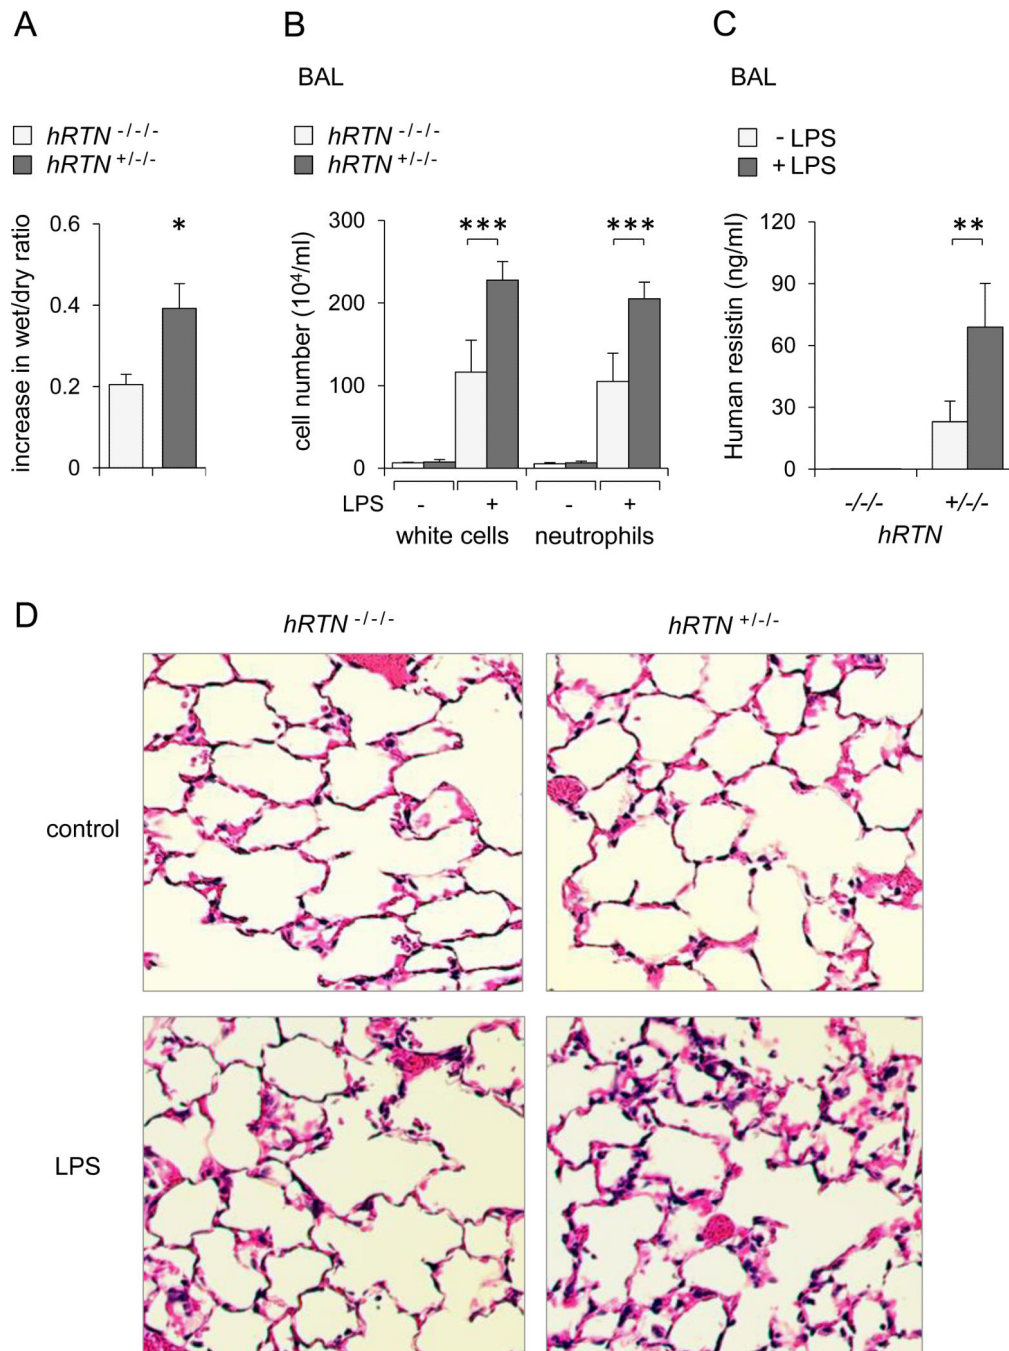 A
hRTN -/-/-
hRTN +/-/-
increase in wet/dry ratio
0.6
0.4
0.2
0
*
B
BAL
hRTN -/-/-
hRTN +/-/-
cell number (10⁴/ml)
300
200
100
0
*** ***
LPS - + - +
white cells neutrophils
C
BAL
- LPS
+ LPS
Human resistin (ng/ml)
120
90
60
30
0
**
-/-/- +/-/-
hRTN
D
hRTN -/-/- hRTN +/-/-
control
LPS